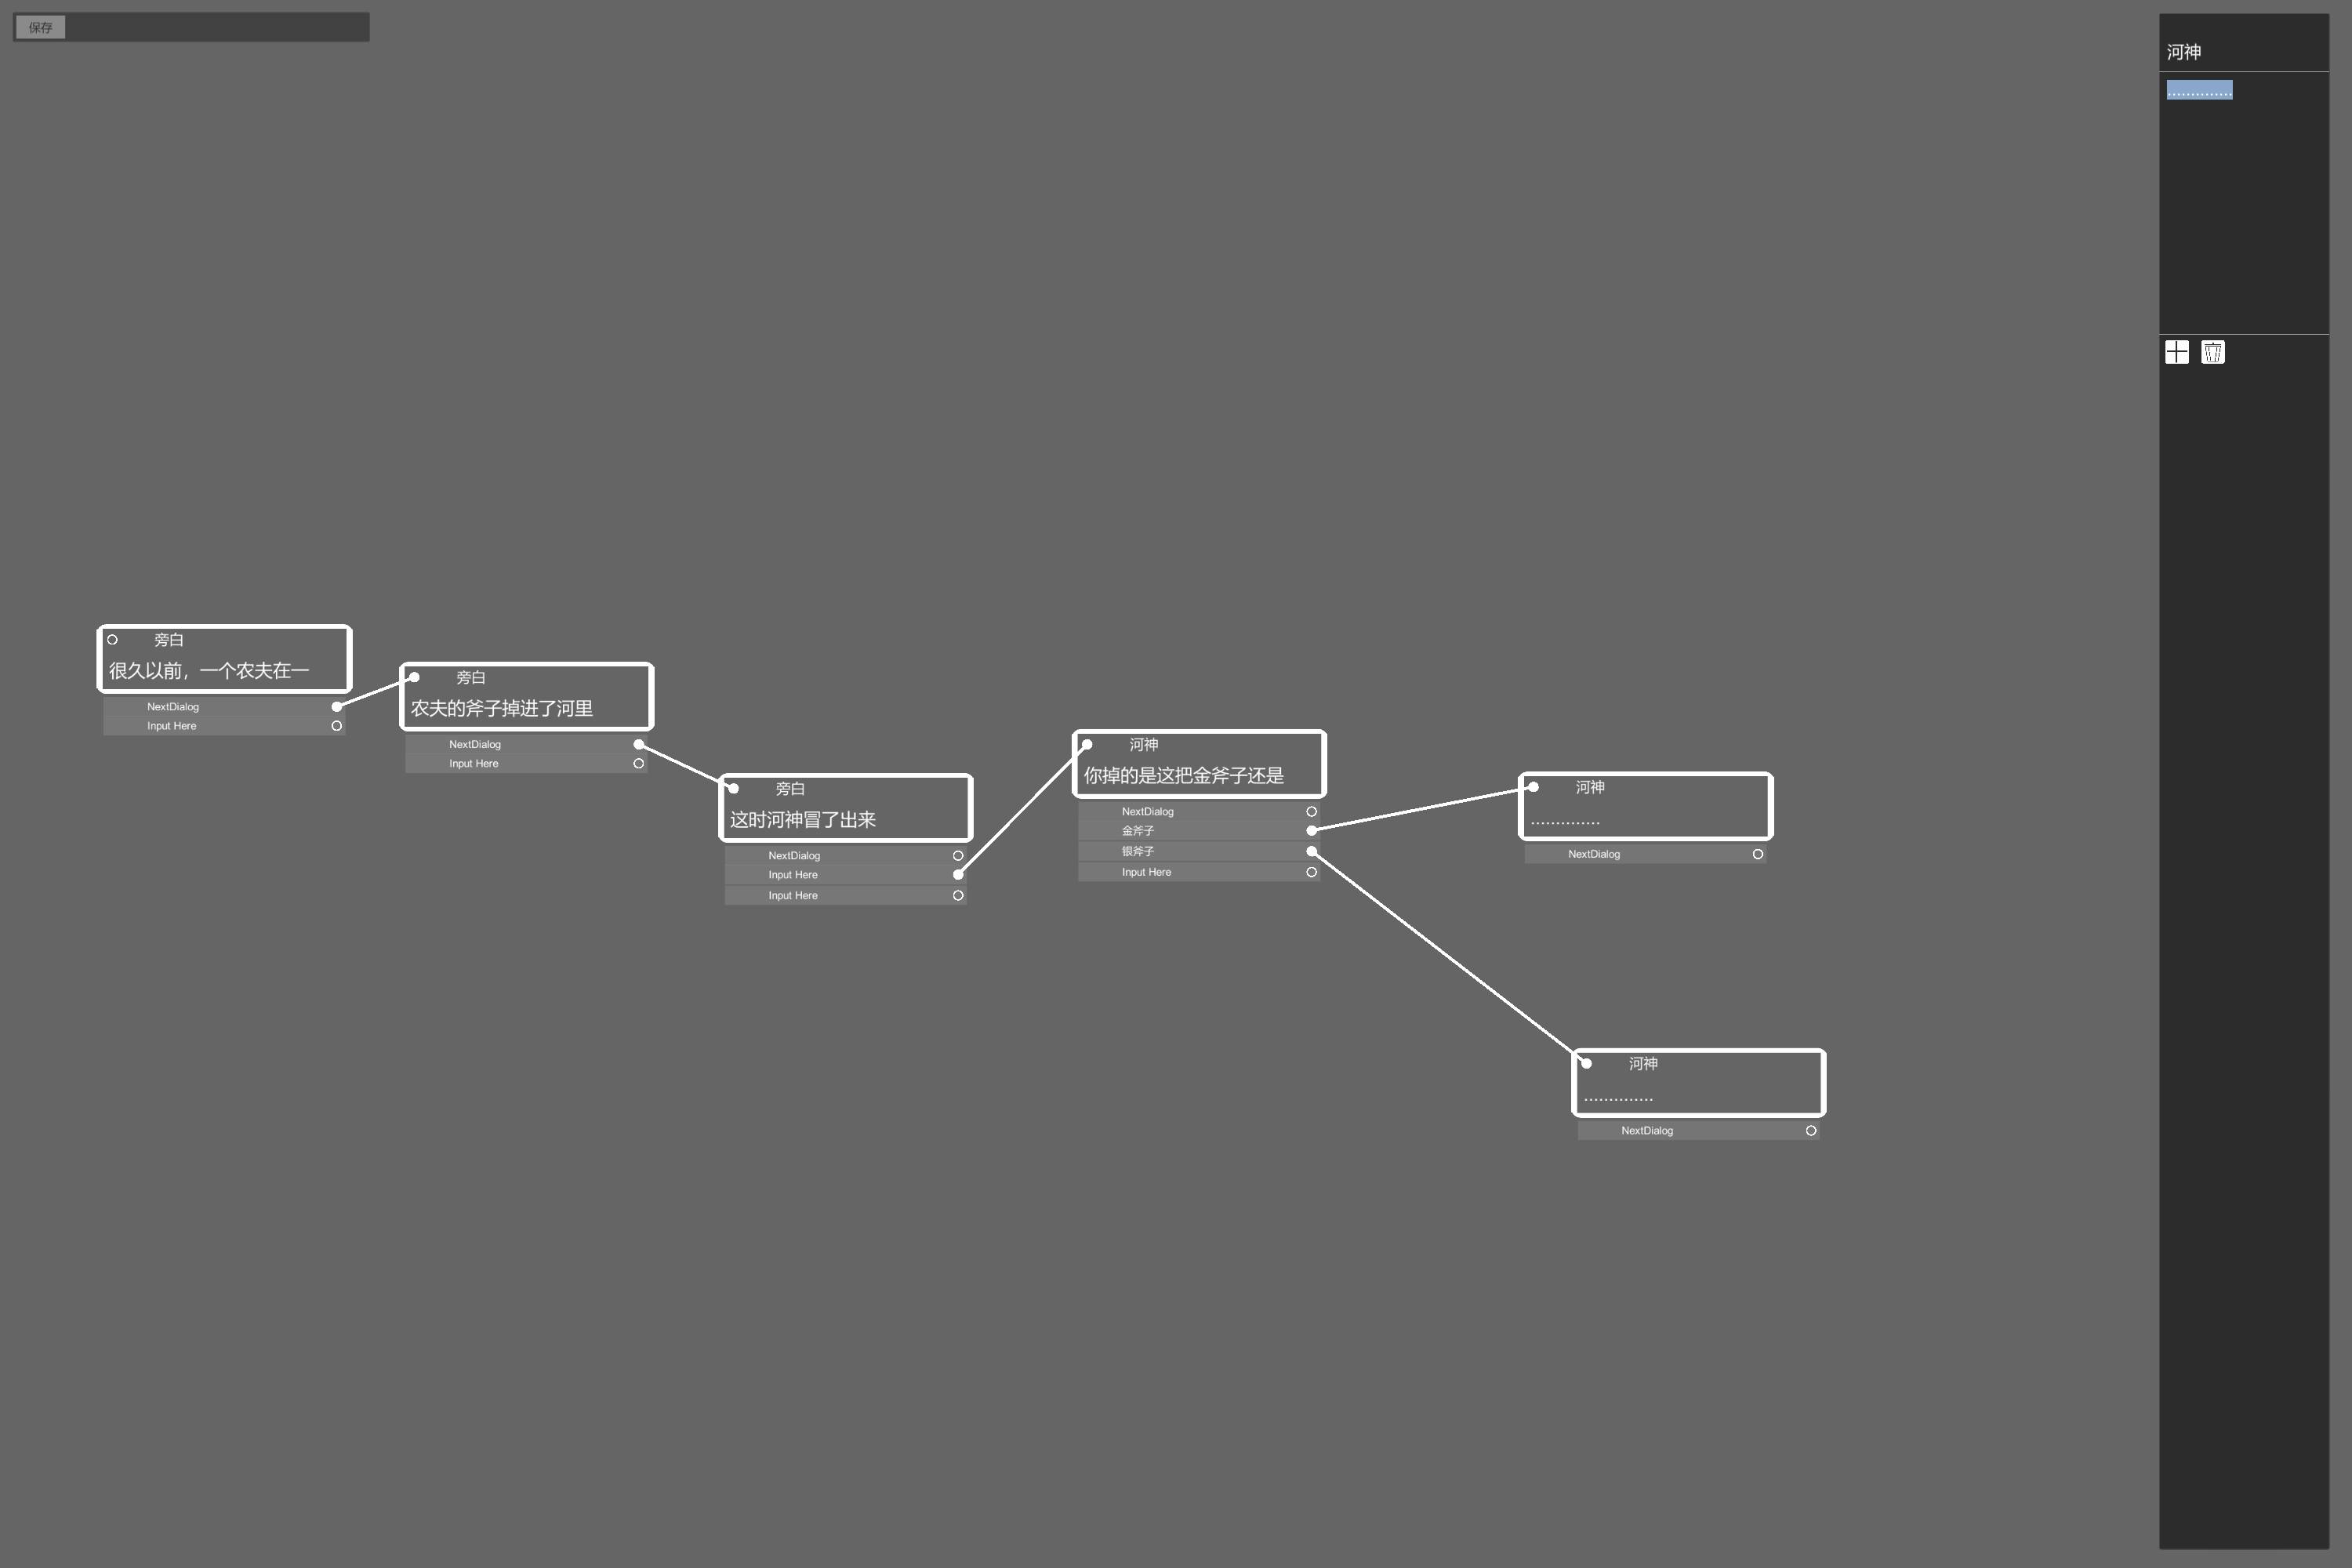 保存
河神
..............
旁白
很久以前，一个农夫在一
NextDialog
Input Here
旁白
农夫的斧子掉进了河里
NextDialog
Input Here
旁白
这时河神冒了出来
NextDialog
Input Here
Input Here
河神
你掉的是这把金斧子还是
NextDialog
金斧子
银斧子
Input Here
河神
..............
NextDialog
河神
..............
NextDialog